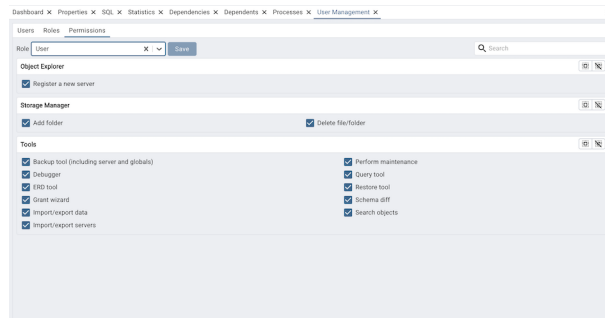 Dashboard X Properties X SQL X Statistics X Dependencies X Dependents X Processes X User Management X
Users Roles Permissions
Role User Save Search
Object Explorer
Register a new server
Storage Manager
Add folder Delete file/folder
Tools
Backup tool (including server and globals) Perform maintenance
Debugger Query tool
ERD tool Restore tool
Grant wizard Schema diff
Import/export data Search objects
Import/export servers